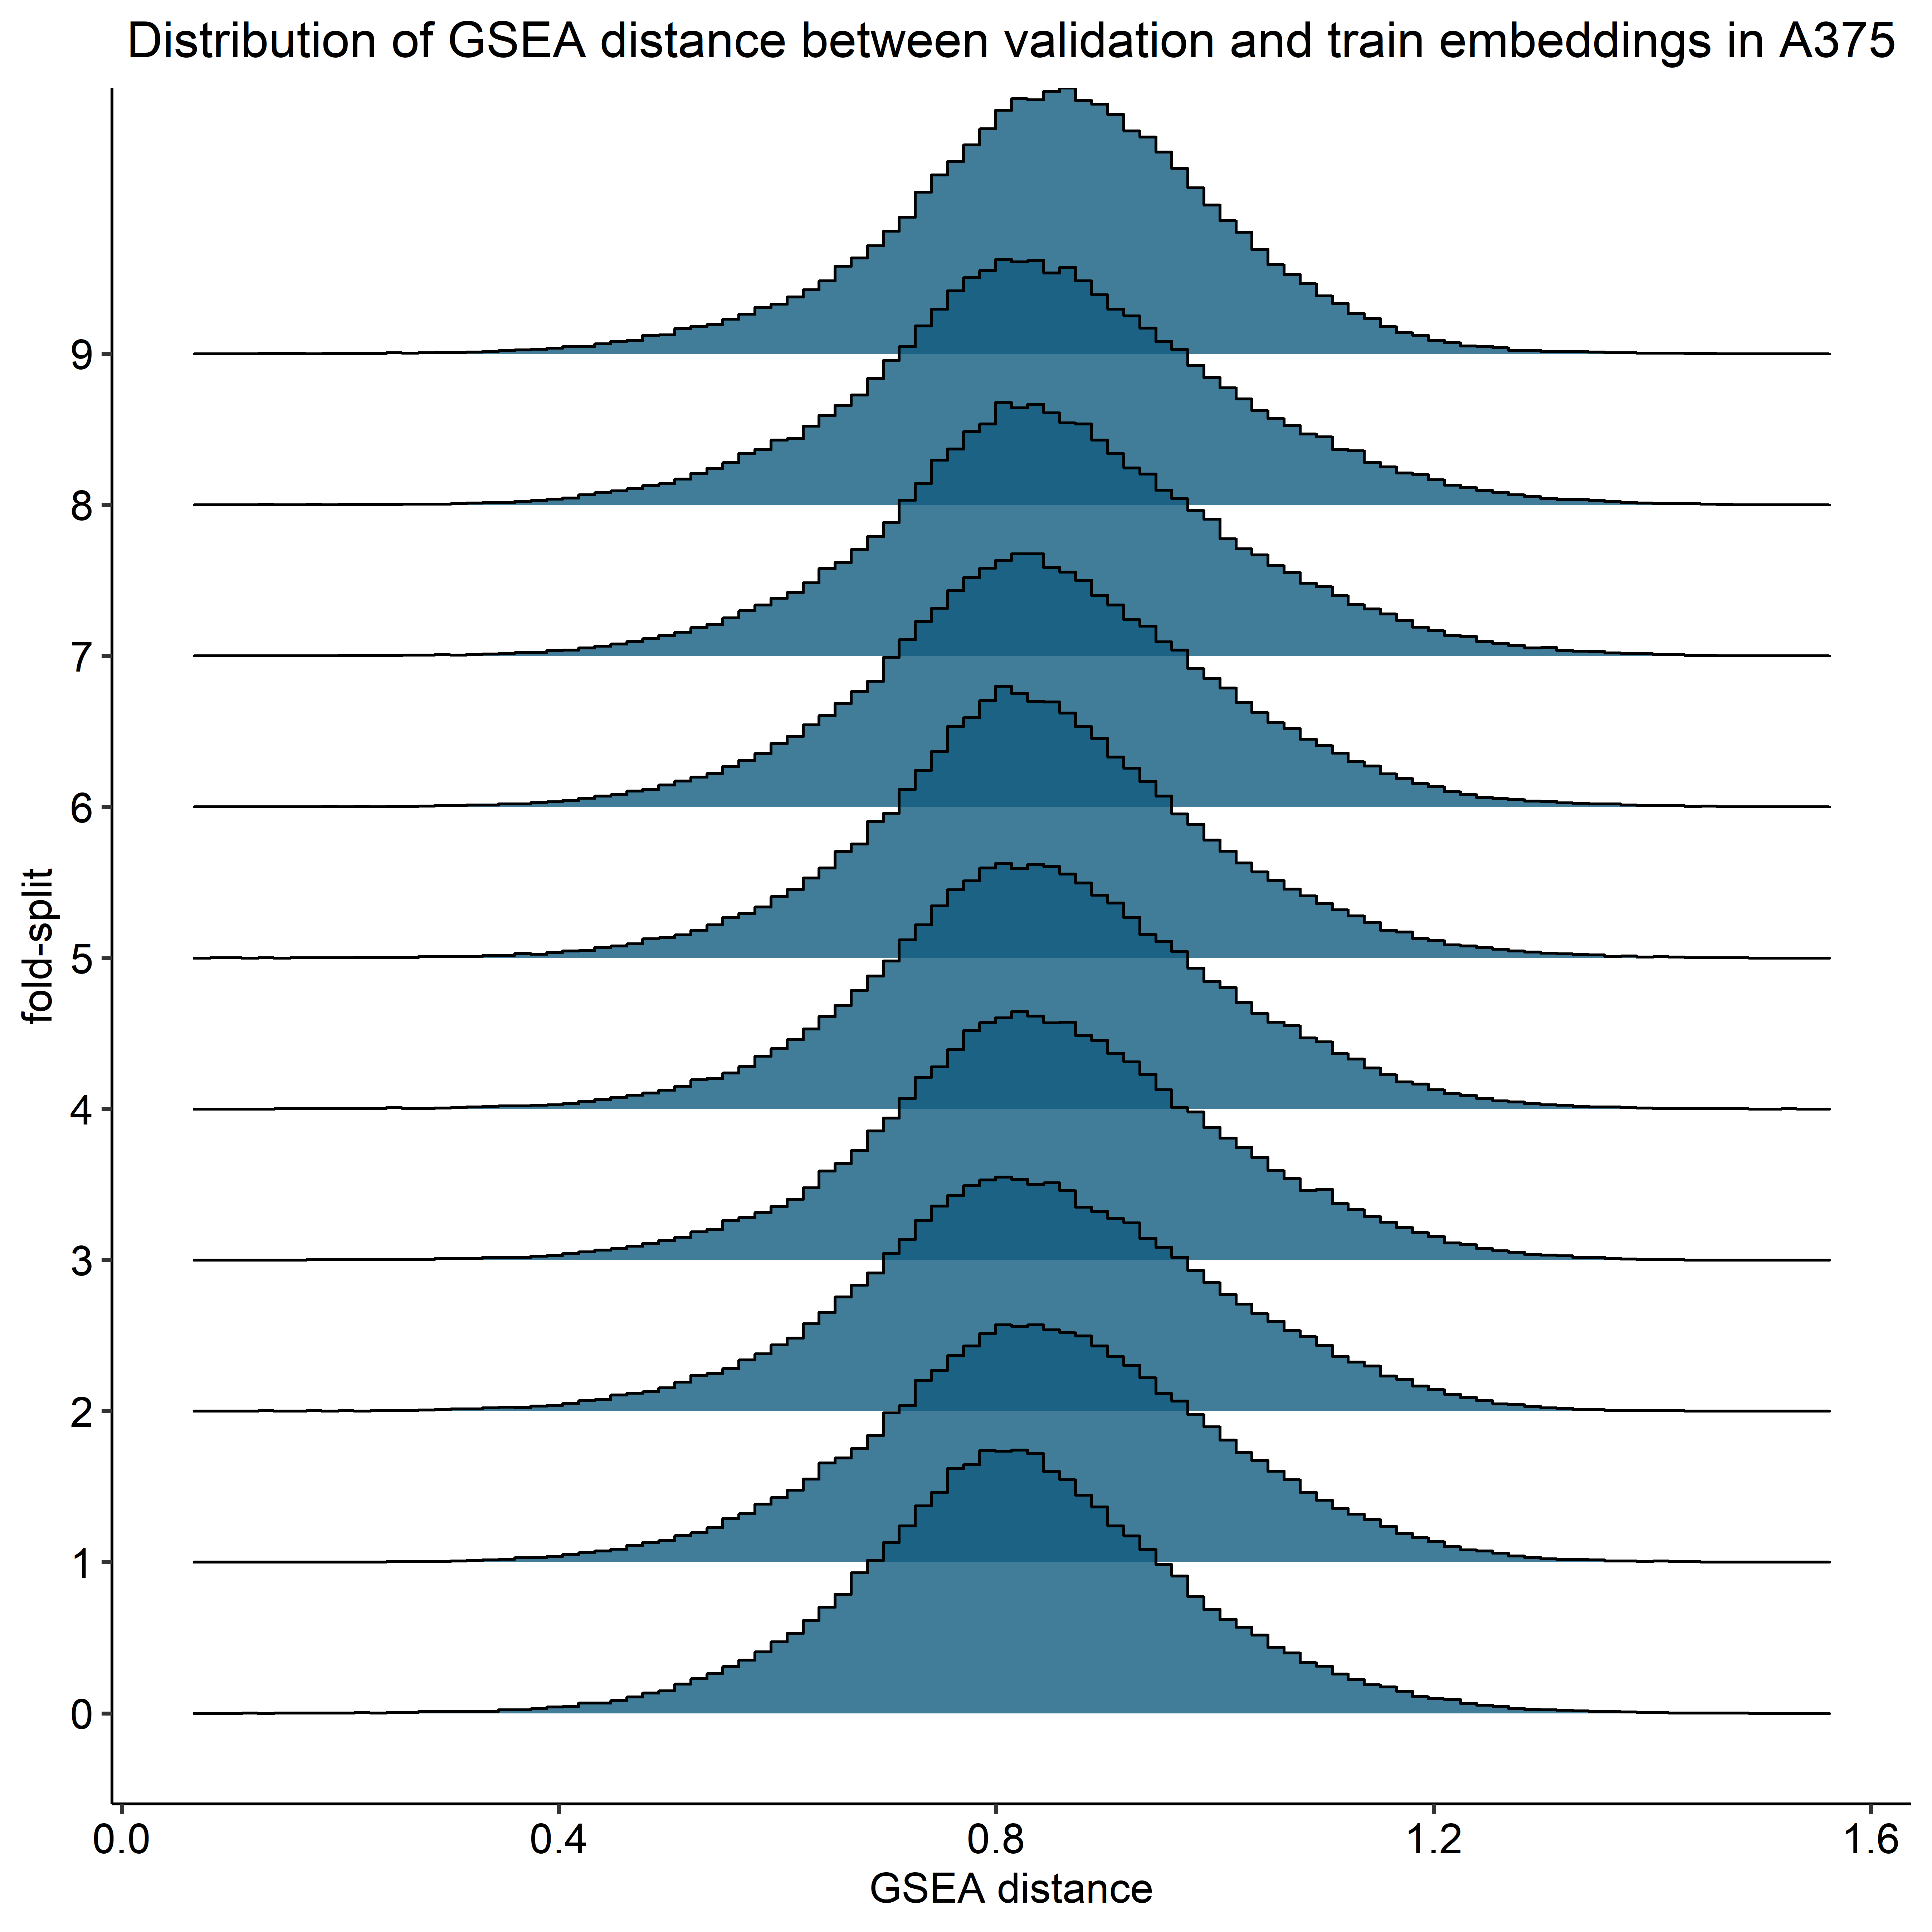 Distribution of GSEA distance between validation and train embeddings in A375
9
8
7
6
5
4
3
2
1
0
fold-split
0.0 0.4 0.8 1.2 1.6
GSEA distance